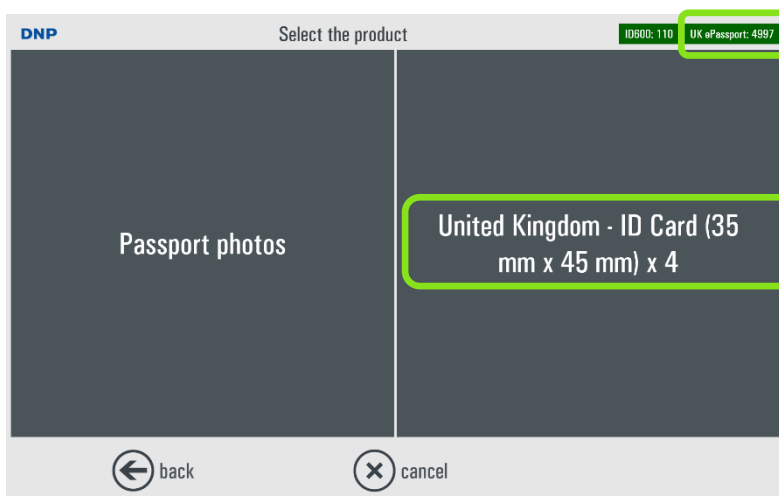 DNP
Select the product
ID600: 110
UK ePassport: 4997
Passport photos
United Kingdom - ID Card (35
mm x 45 mm) x 4
back
cancel